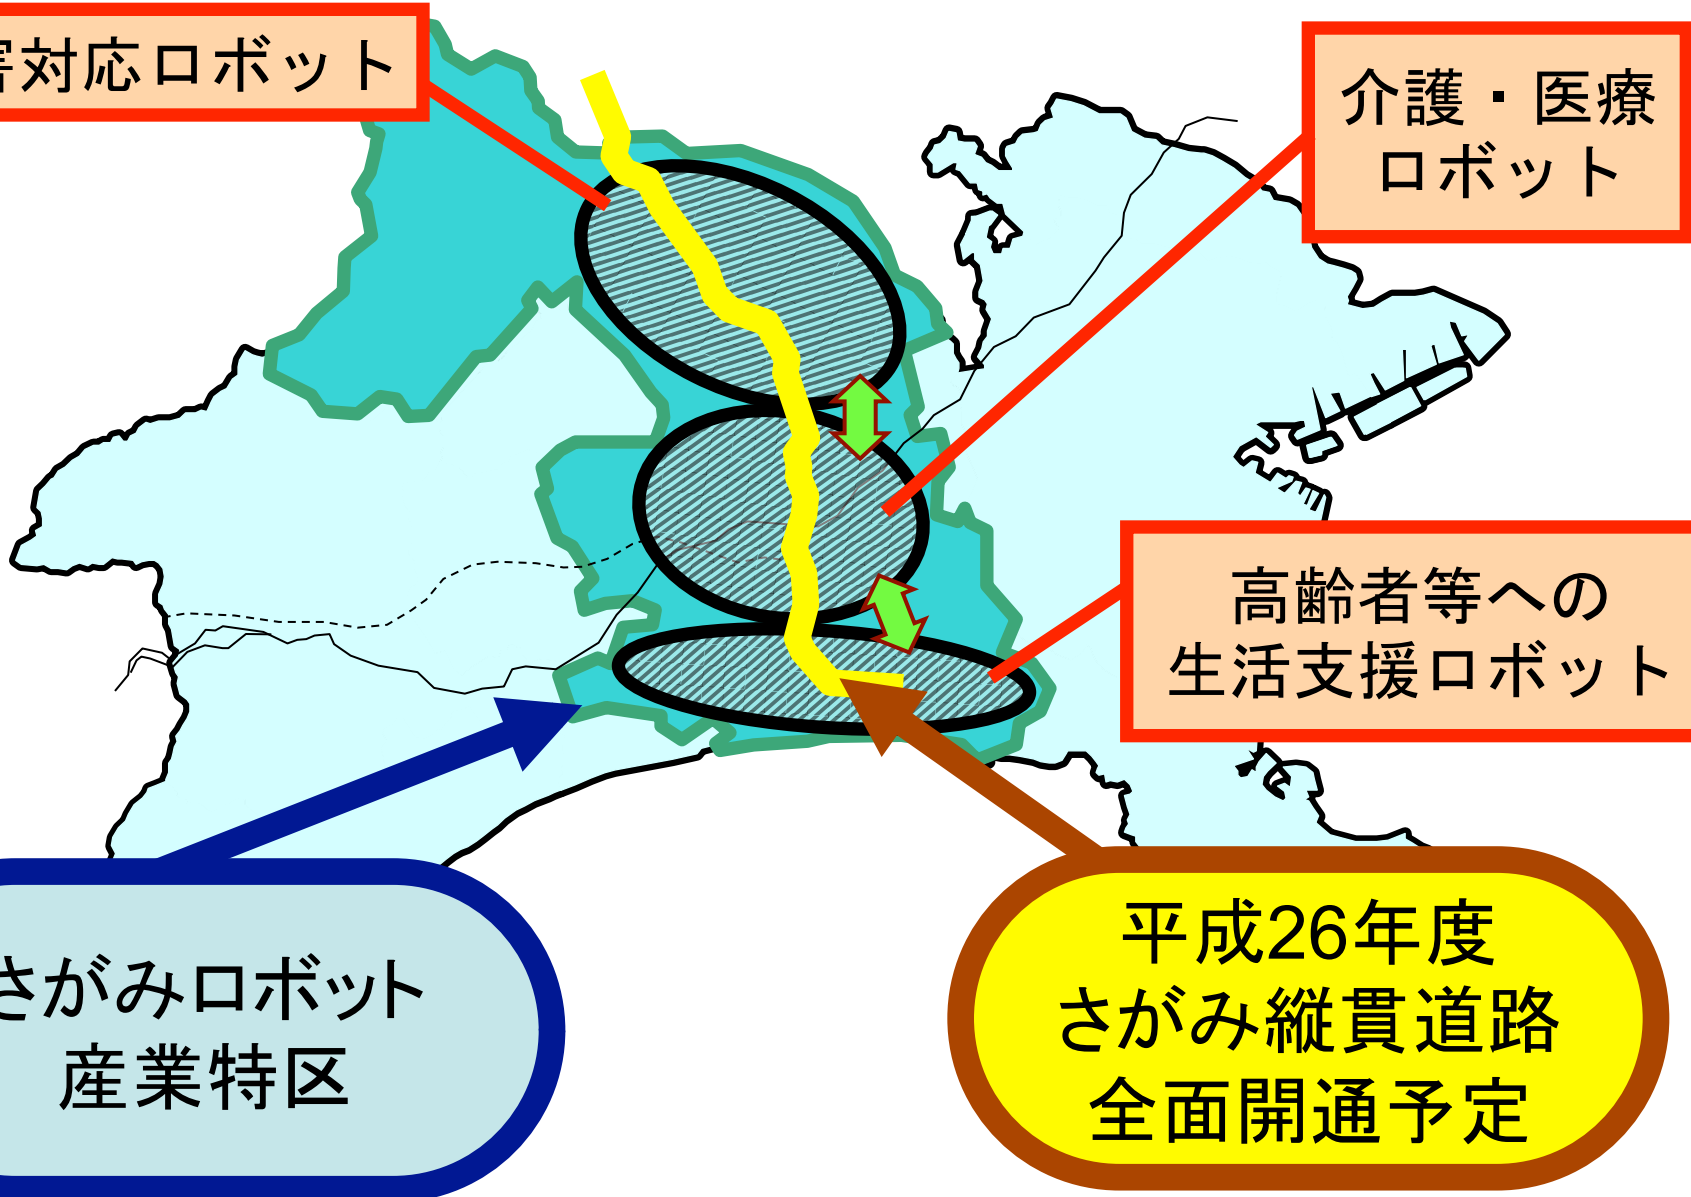 害対応ロボット
介護・医療
ロボット
高齢者等への
生活支援ロボット
さがみロボット
産業特区
平成26年度
さがみ縦貫道路
全面開通予定